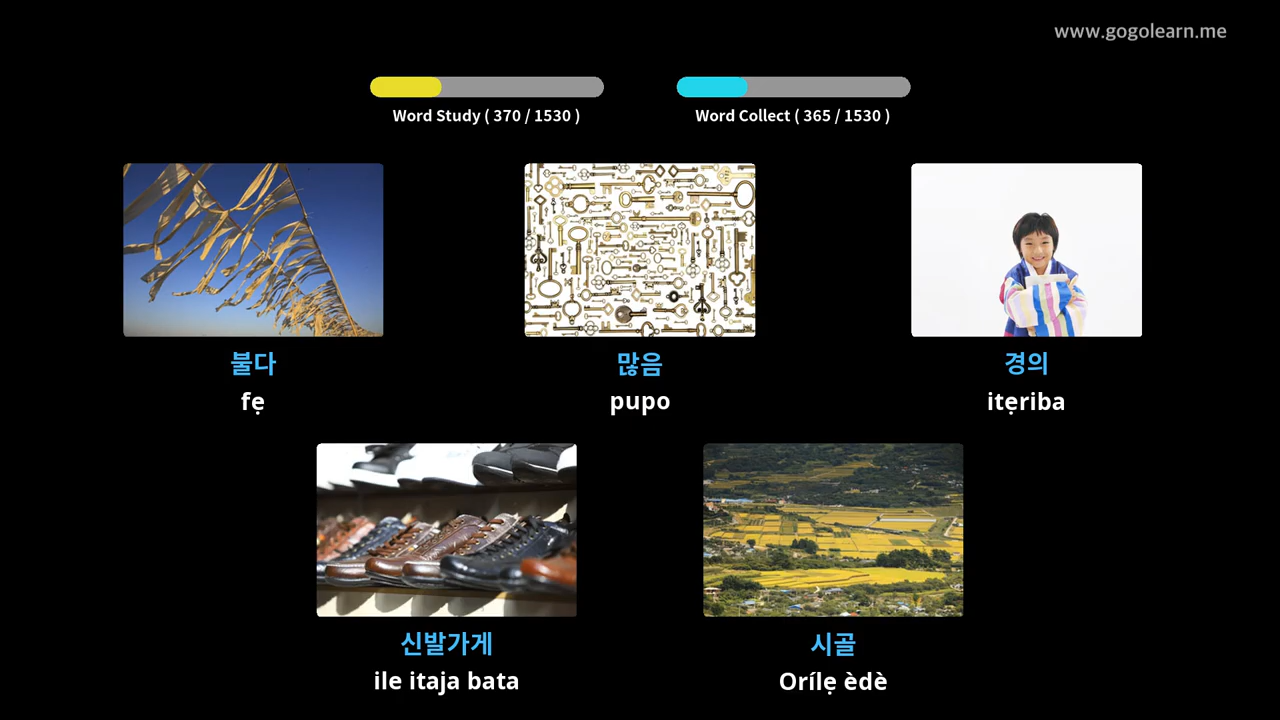 www.gogolearn.me
Word Study ( 370 / 1530 )
Word Collect ( 365 / 1530 )
불다
fẹ
많음
pupo
경의
itẹriba
신발가게
ile itaja bata
시골
Orílẹ èdè